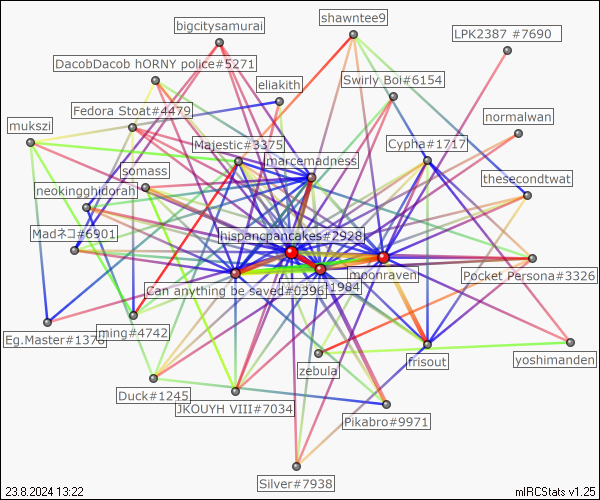 shawntee9
bigcitysamurai
LPK2387 #7690
DacobDacob hORNY police#5271
eliakith
Swirly Boi#6154
Fedora Stoat#4479
normalwan
mukszi
Majestic#3375
Cypha#1717
marcemadness
somass
thesecondtwat
neokingghidorah
Madネコ#6901
hispancpancakes#2928
moonraven
Pocket Persona#3326
Can anything be saved#0396
#1984
Eg.Master#1378
ming#4742
zebula
frisout
yoshimanden
Duck#1245
JKOUYH VIII#7034
Pikabro#9971
Silver#7938
23.8.2024 13:22
mIRCStats v1.25